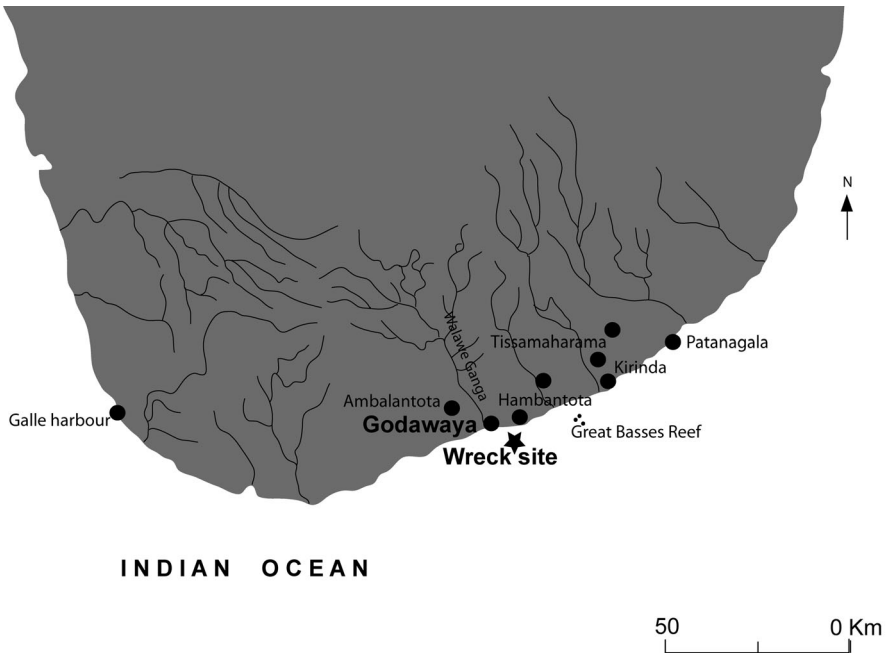 N
Walawe Ganga
Tissamaharama
Patanagala
Kirinda
Ambalantota
Hambantota
Galle harbour
Godawaya
Great Basses Reef
Wreck site
INDIAN OCEAN
50 0 Km